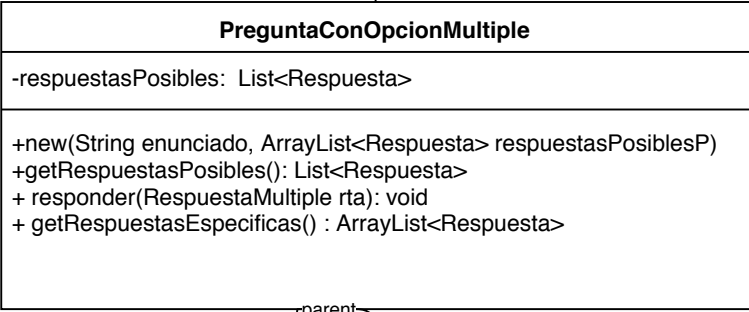 PreguntaConOpcionMultiple
-respuestasPosibles: List<Respuesta>
+new(String enunciado, ArrayList<Respuesta> respuestasPosiblesP)
+getRespuestasPosibles(): List<Respuesta>
+ responder(RespuestaMultiple rta): void
+ getRespuestasEspecificas() : ArrayList<Respuesta>
parent